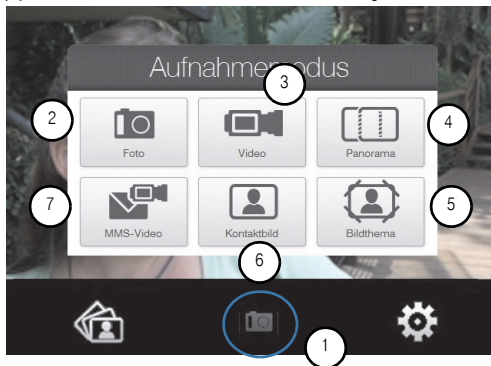 Aufnahmemodus
3
2
Foto
Video
Panorama
4
7
MMS-Video
Kontaktbild
Bildthema
5
6
1